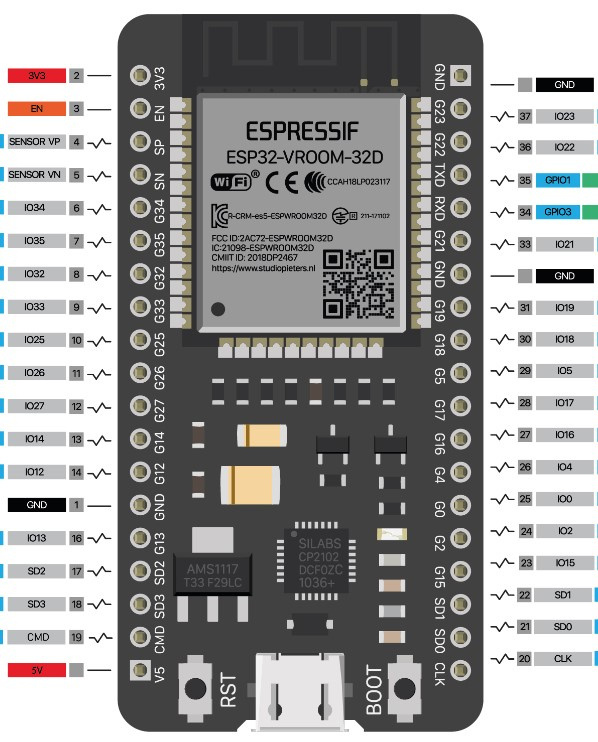 3V3 2
EN 3
SENSOR VP 4
SENSOR VN 5
IO34 6
IO35 7
IO32 8
IO33 9
IO25 10
IO26 11
IO27 12
IO14 13
IO12 14
GND 1
IO13 16
SD2 17
SD3 18
CMD 19
5V
3V3
EN
SP
SN
G34
G35
G32
G33
G25
G26
G27
G14
G12
GND
G13
SD2
SD3
CMD
V5
ESPRESSIF
ESP32-VROOM-32D
WiFi® CE CCAH18LP023117
R-CRM-es5-ESPWROOM32D 211-171102
FCC ID:2AC72-ESPWROOM32D
IC:21098-ESPWROOM32D
CMIIT ID: 2018DP2467
https://www.studiopieters.nl
AMS1117
T33 F29LC
SILABS
CP2102
DCF0ZC
1036+
RST
BOOT
GND
G23
G22
TXD
RXD
G21
GND
G19
G18
G5
G17
G16
G4
G0
G2
G15
SD1
SD0
CLK
GND
37 IO23
36 IO22
35 GPIO1
34 GPIO3
33 IO21
GND
31 IO19
30 IO18
29 IO5
28 IO17
27 IO16
26 IO4
25 IO0
24 IO2
23 IO15
22 SD1
21 SD0
20 CLK